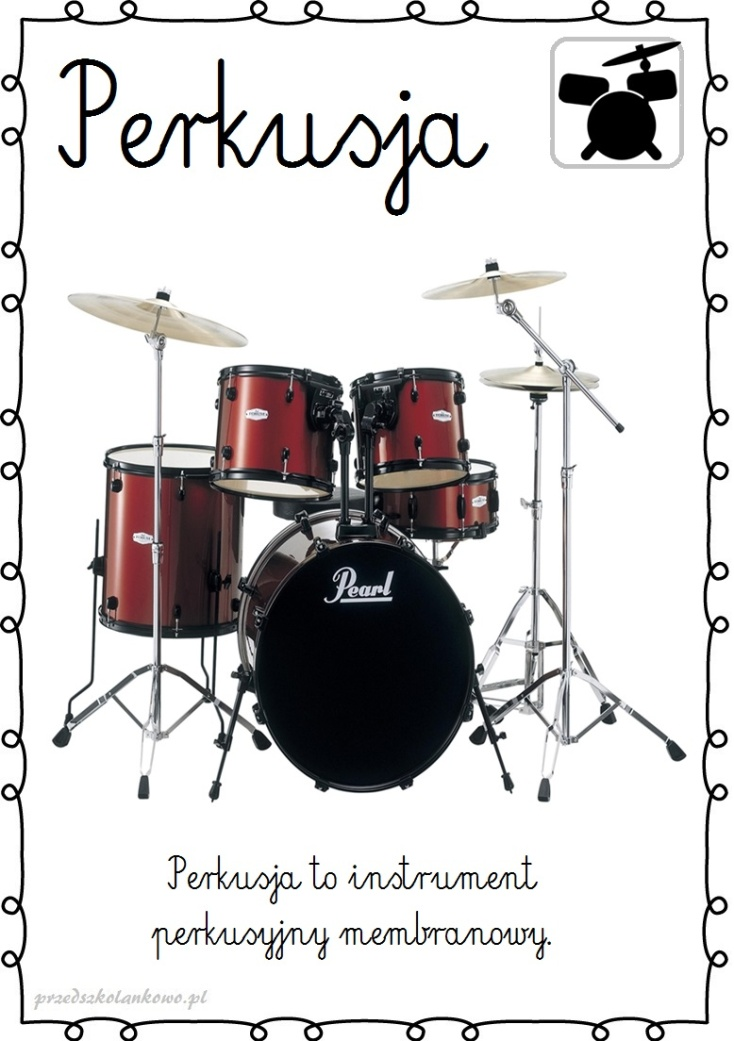 Perkusja
Pearl
Perkusja to instrument
perkusyjny membranowy.
przedszkolankowo.pl